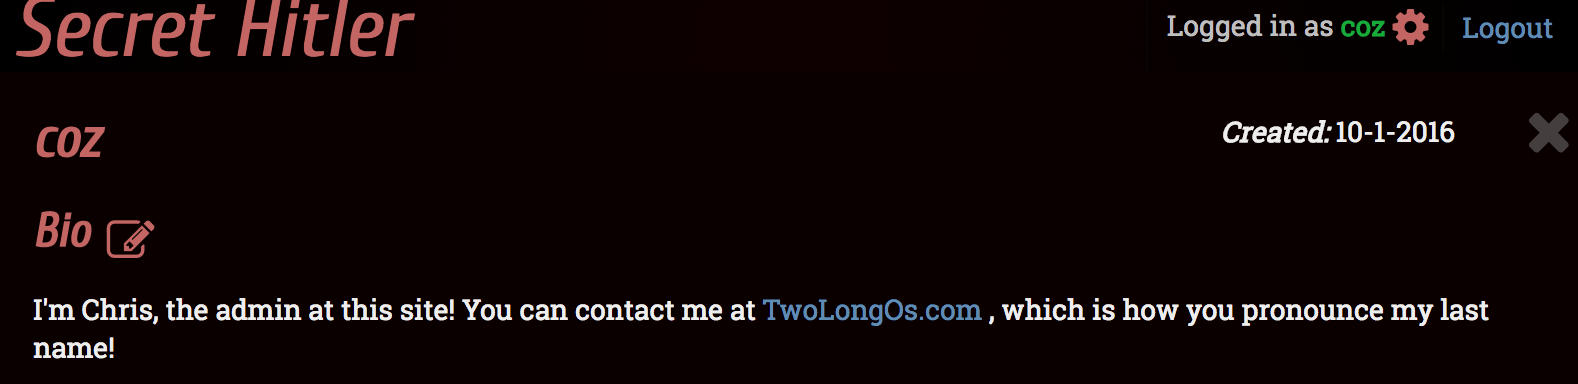 Secret Hitler
Logged in as coz Logout
coz
Created: 10-1-2016
Bio
I'm Chris, the admin at this site! You can contact me at TwoLongOs.com , which is how you pronounce my last
name!